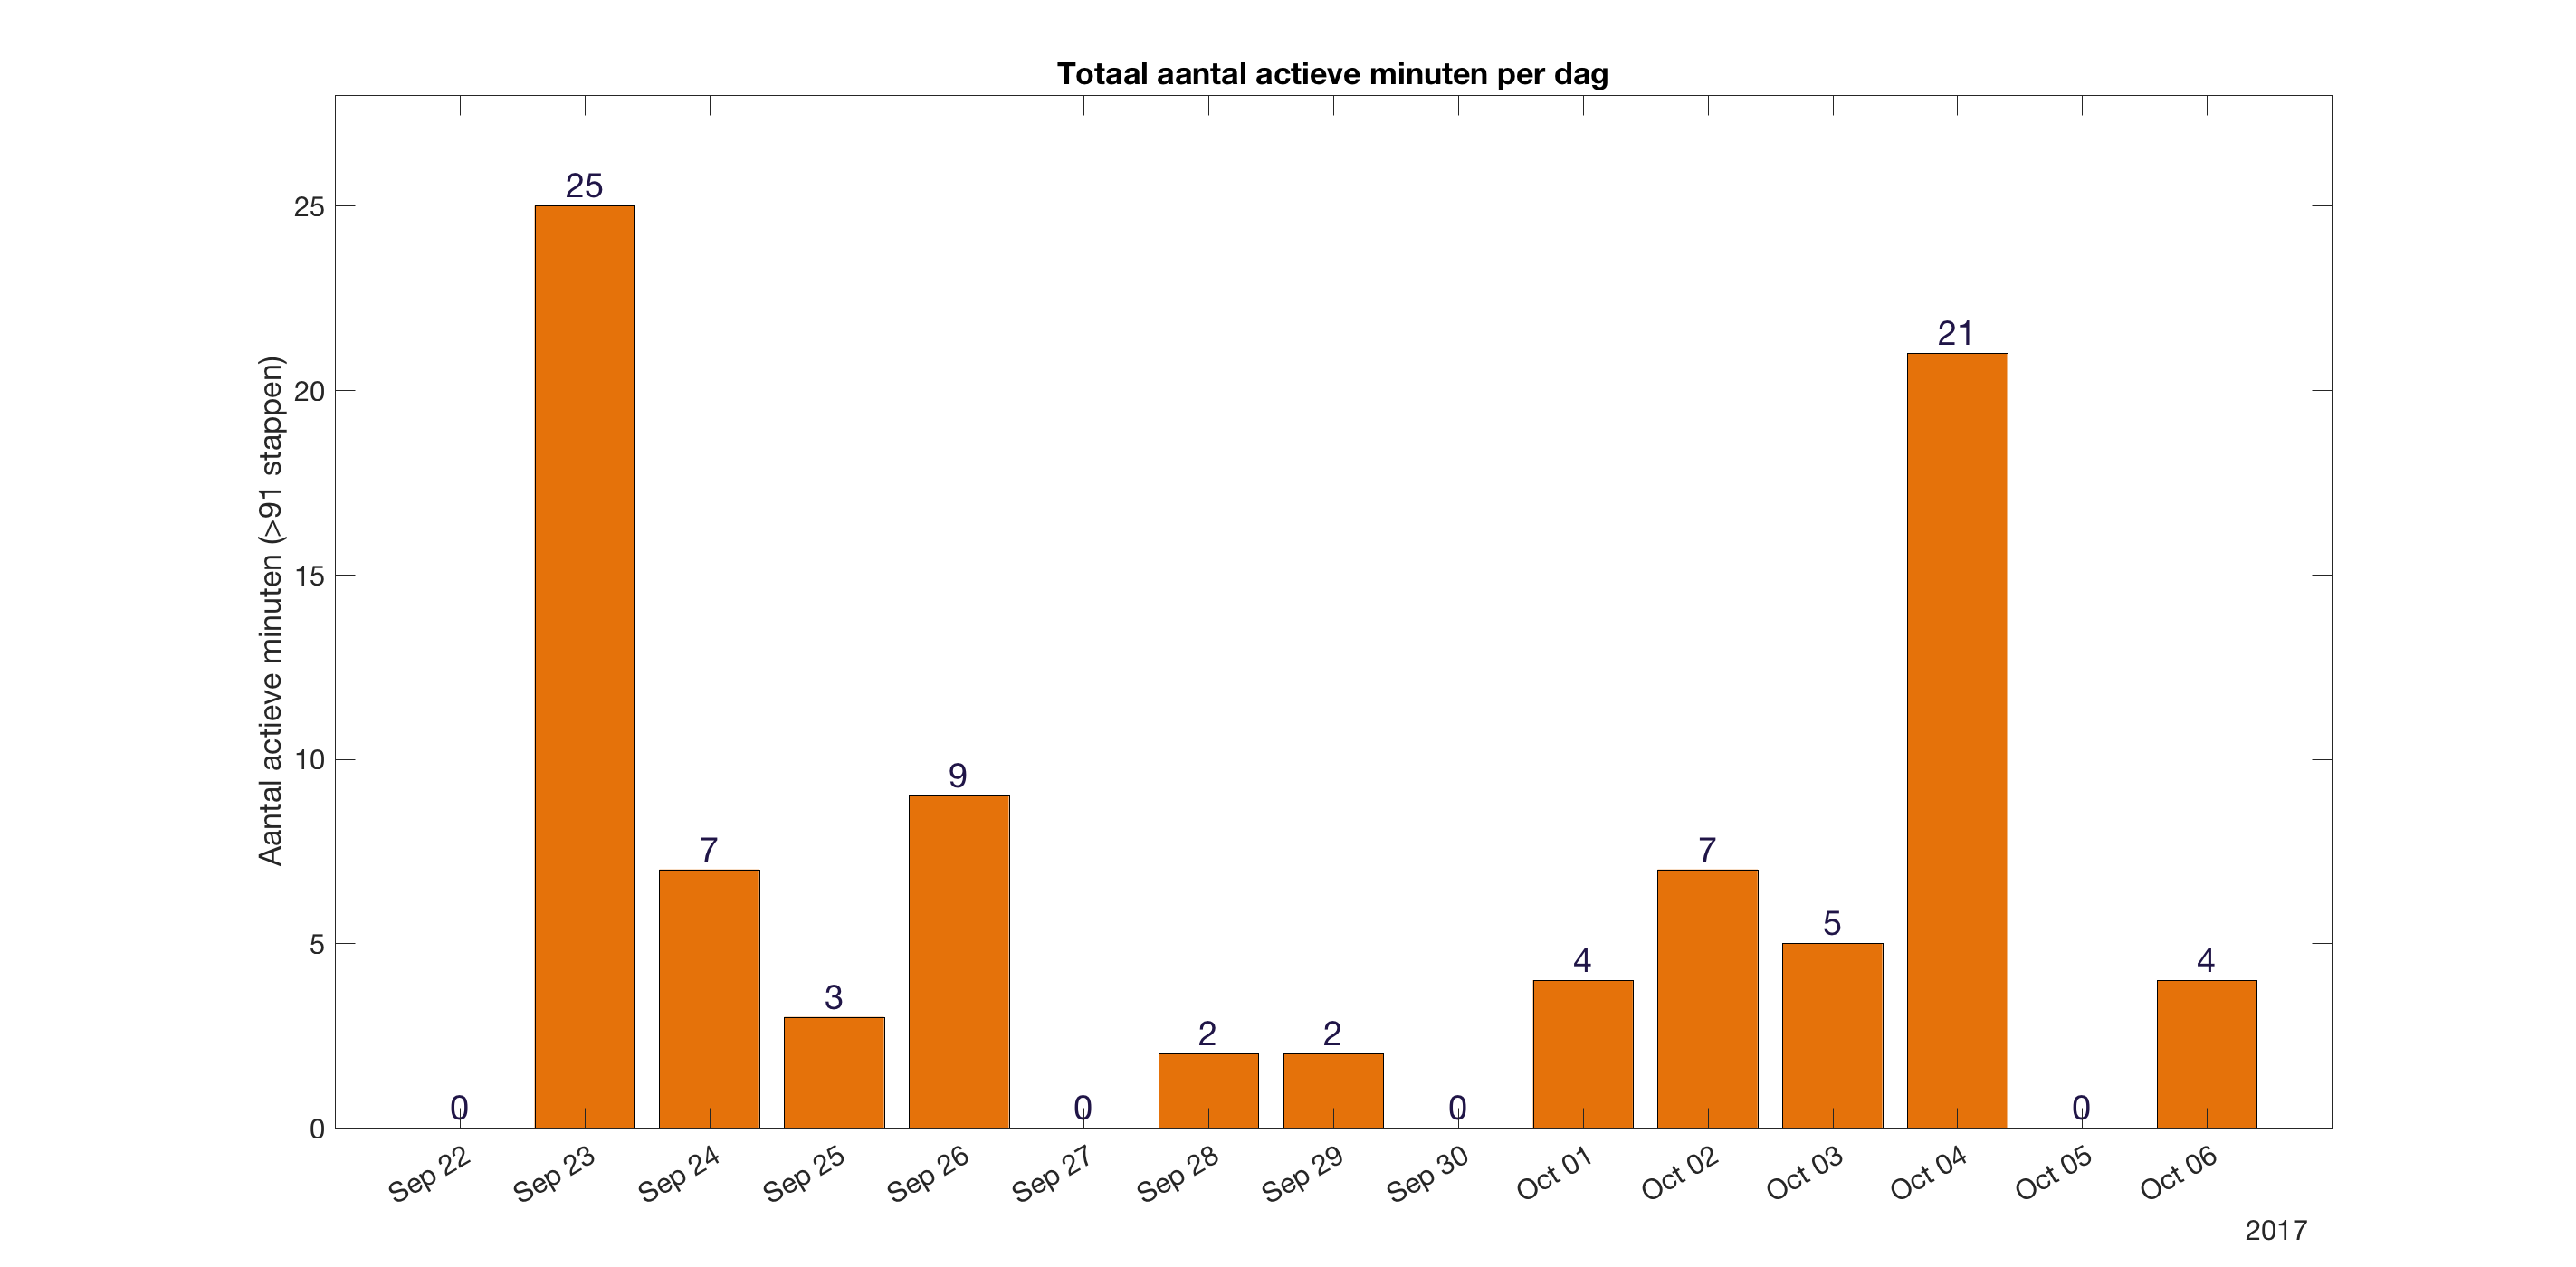 Totaal aantal actieve minuten per dag
Aantal actieve minuten (>91 stappen)
25
20
15
10
5
0
0
25
7
3
9
0
2
2
0
4
7
5
21
0
4
Sep 22
Sep 23
Sep 24
Sep 25
Sep 26
Sep 27
Sep 28
Sep 29
Sep 30
Oct 01
Oct 02
Oct 03
Oct 04
Oct 05
Oct 06
2017